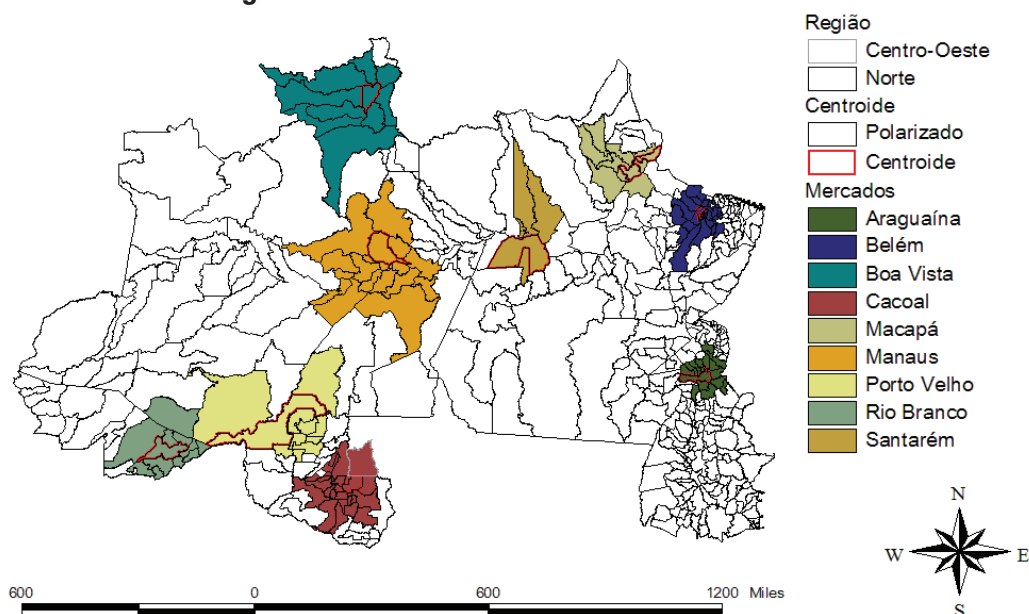 Região
Centro-Oeste
Norte
Centroide
Polarizado
Centroide
Mercados
Araguaína
Belém
Boa Vista
Cacoal
Macapá
Manaus
Porto Velho
Rio Branco
Santarém
N
W E
S
600 0 600 1200 Miles